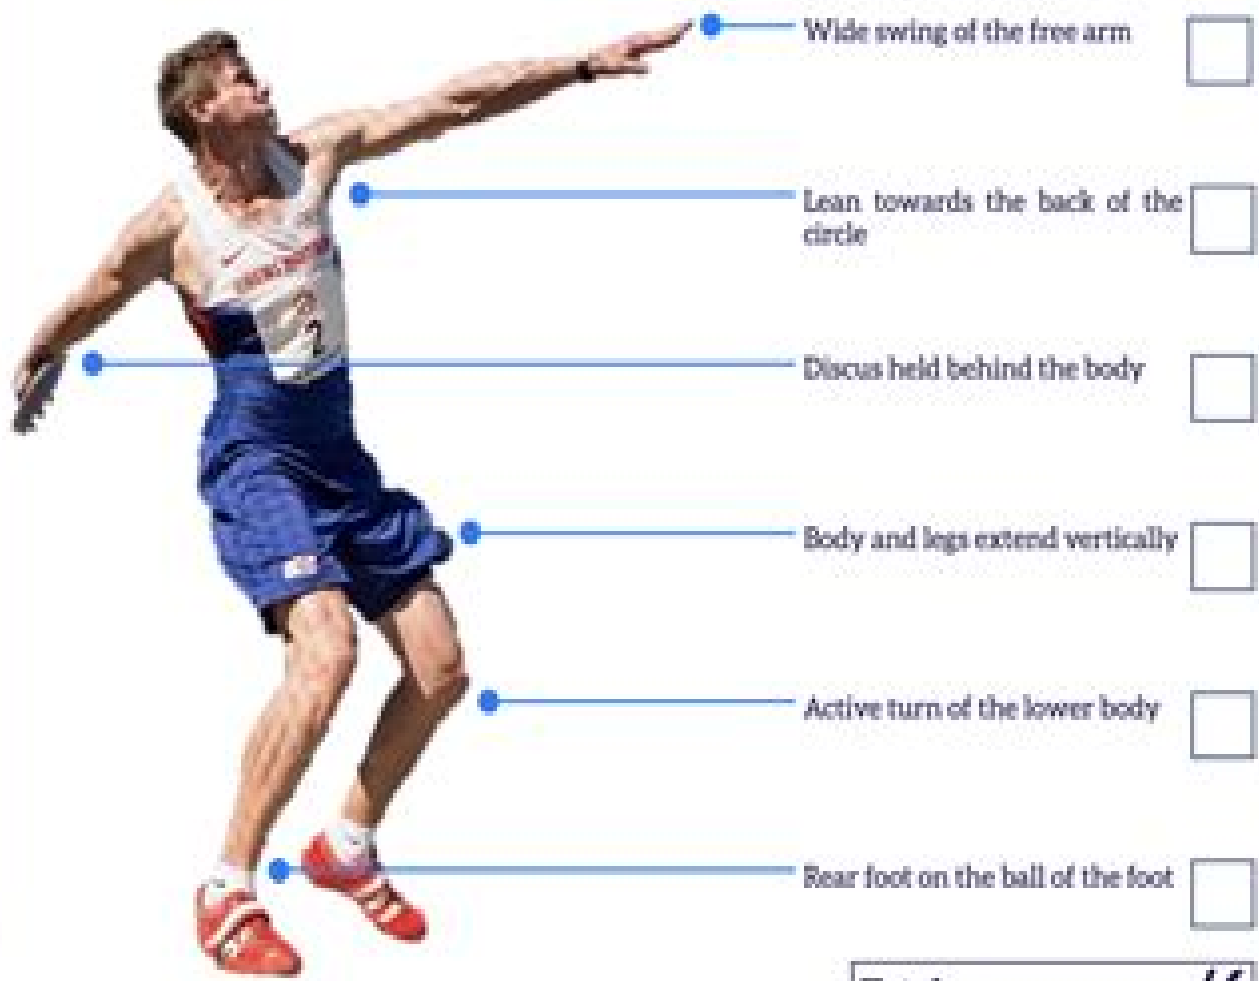 Wide swing of the free arm
Lean towards the back of the
circle
2
Discus held behind the body
Body and legs extend vertically
Active turn of the lower body
Rear foot on the ball of the foot